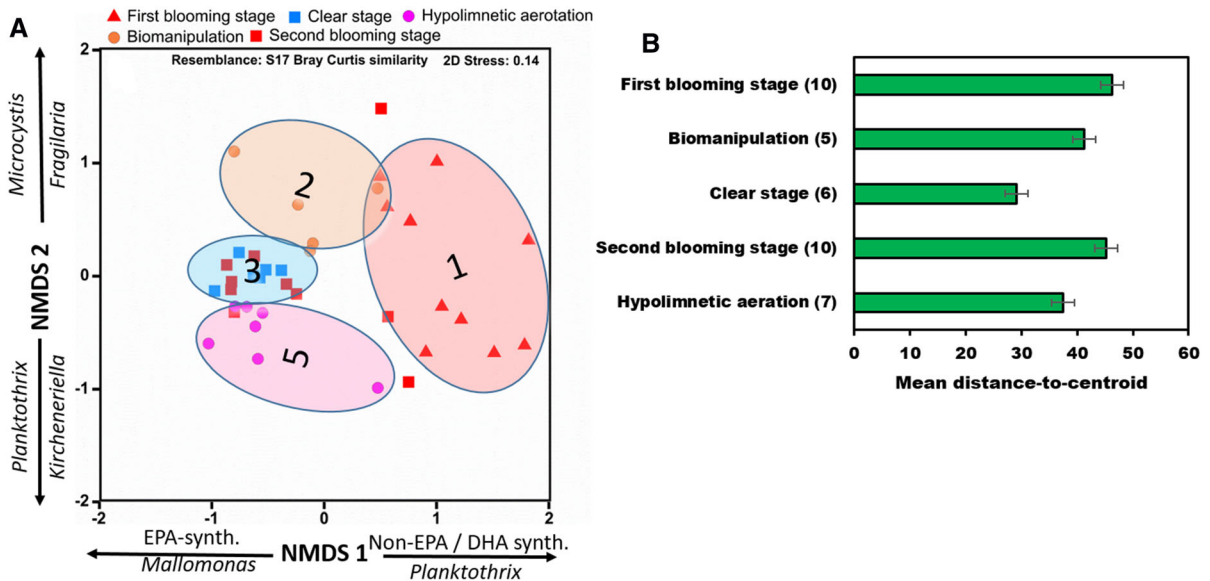 A
First blooming stage Clear stage Hypolimnetic aerotation
Biomanipulation Second blooming stage
Resemblance: S17 Bray Curtis similarity 2D Stress: 0.14
2
1
0
-1
-2
-2 -1 0 1 2
Microcystis
Fragilaria
NMDS 2
Planktothrix
Kircheneriella
2
3
1
5
EPA-synth. NMDS 1 Non-EPA / DHA synth.
Mallomonas Planktothrix
B
First blooming stage (10)
Biomanipulation (5)
Clear stage (6)
Second blooming stage (10)
Hypolimnetic aeration (7)
0 10 20 30 40 50 60
Mean distance-to-centroid